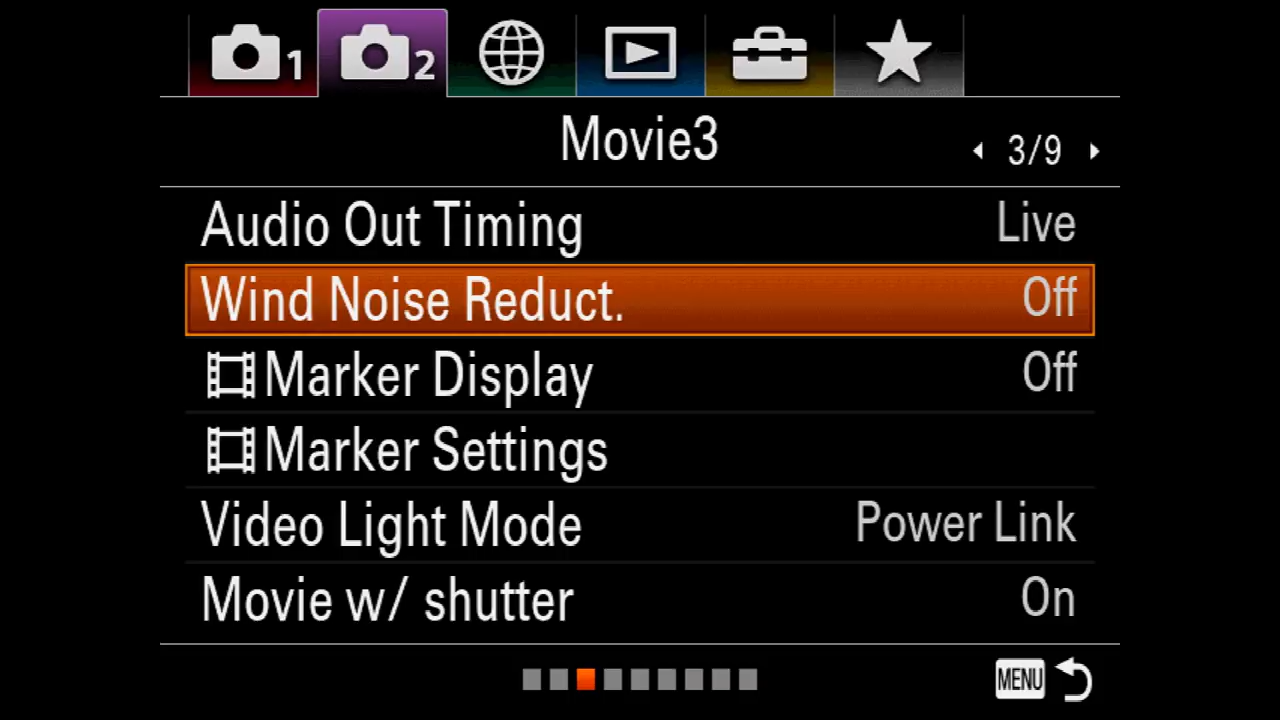 1 2
Movie3
3/9
Audio Out Timing Live
Wind Noise Reduct. Off
Marker Display Off
Marker Settings
Video Light Mode Power Link
Movie w/ shutter On
MENU